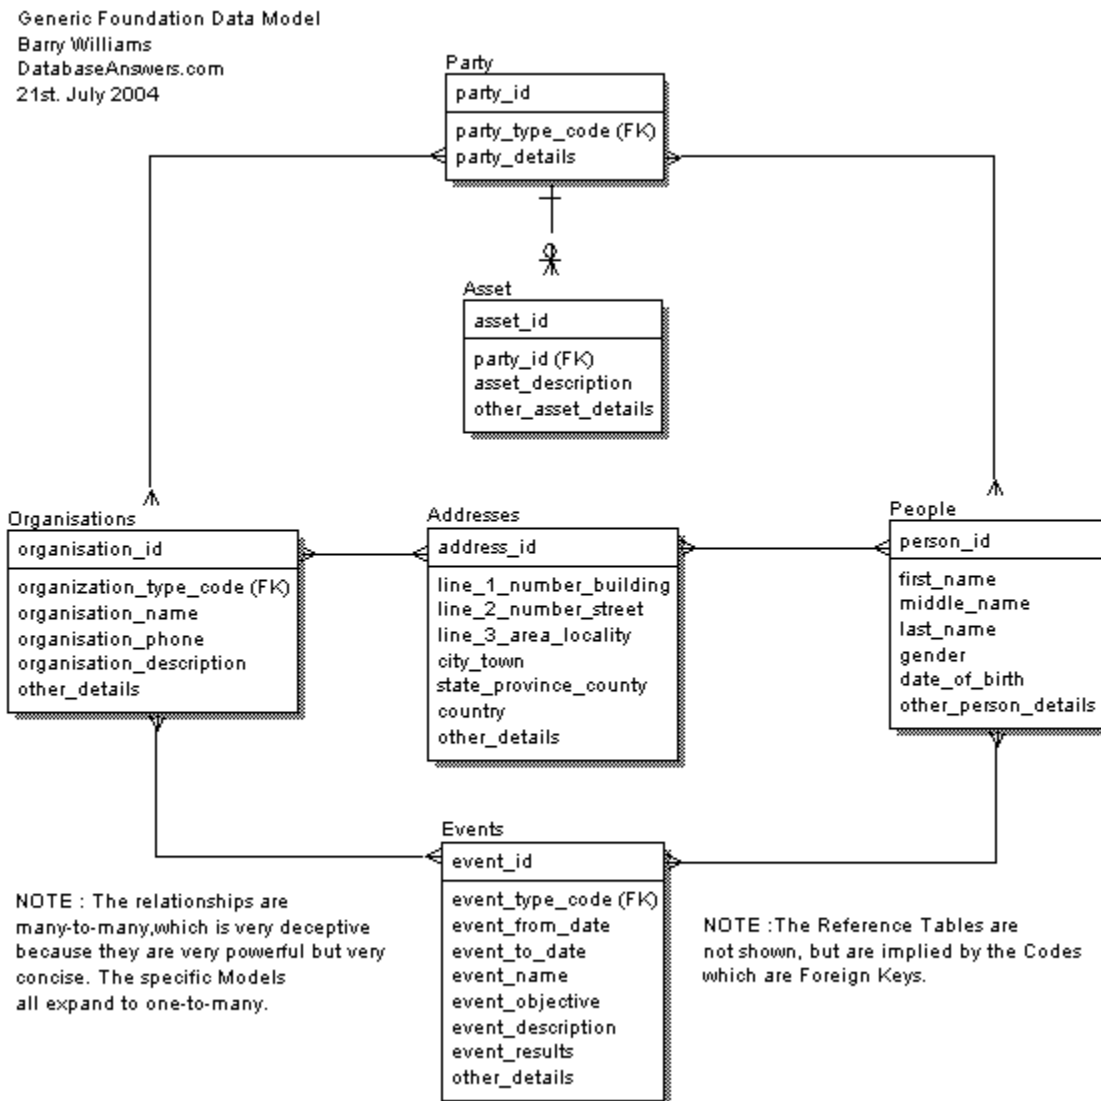 Generic Foundation Data Model
Barry Williams
DatabaseAnswers.com
21st. July 2004
Party
party_id
party_type_code (FK)
party_details
Asset
asset_id
party_id (FK)
asset_description
other_asset_details
Organisations
organisation_id
organization_type_code (FK)
organisation_name
organisation_phone
organisation_description
other_details
Addresses
address_id
line_1_number_building
line_2_number_street
line_3_area_locality
city_town
state_province_county
country
other_details
People
person_id
first_name
middle_name
last_name
gender
date_of_birth
other_person_details
Events
event_id
event_type_code (FK)
event_from_date
event_to_date
event_name
event_objective
event_description
event_results
other_details
NOTE : The relationships are
many-to-many,which is very deceptive
because they are very powerful but very
concise. The specific Models
all expand to one-to-many.
NOTE :The Reference Tables are
not shown, but are implied by the Codes
which are Foreign Keys.